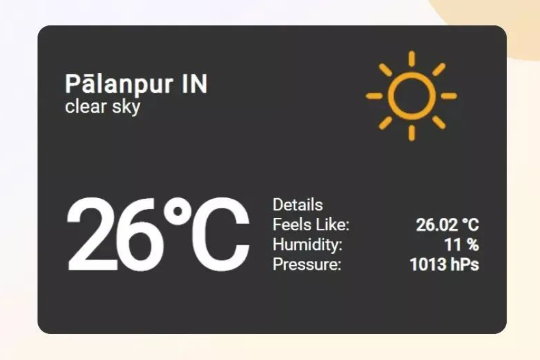 Pālanpur IN
clear sky
26°C
Details
Feels Like: 26.02 °C
Humidity: 11 %
Pressure: 1013 hPs